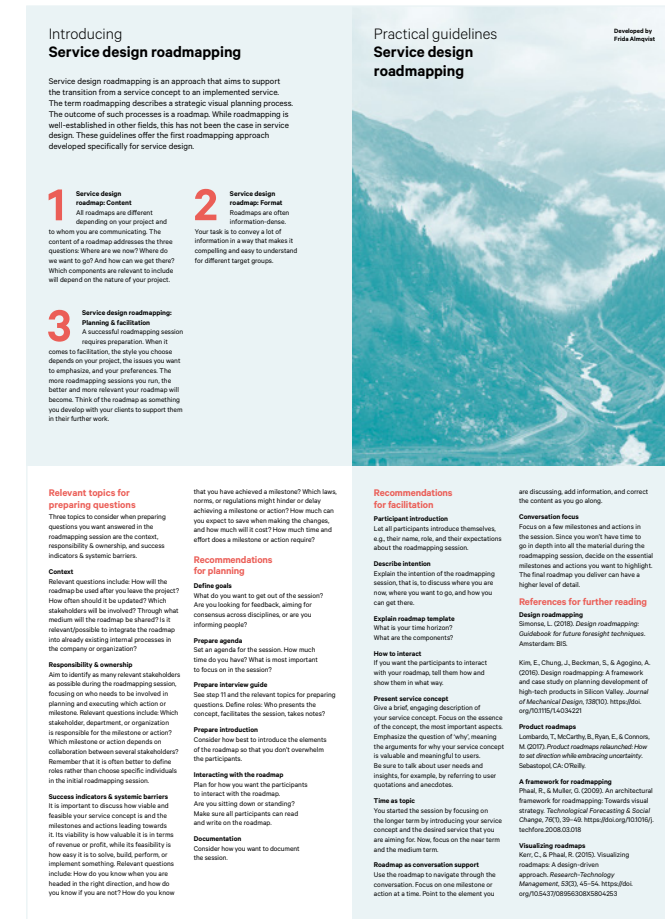 Introducing
Service design roadmapping
Service design roadmapping is an approach that aims to support
the transition from a service concept to an implemented service.
The term roadmapping describes a strategic visual planning process.
The outcome of such processes is a roadmap. While roadmapping is
well-established in other fields, this has not been the case in service
design. These guidelines offer the first roadmapping approach
developed specifically for service design.
1
Service design
roadmap: Content
All roadmaps are different
depending on your project and
to whom you are communicating. The
content of a roadmap addresses the three
questions: Where are we now? Where do
we want to go? And how can we get there?
Which components are relevant to include
will depend on the nature of your project.
2
Service design
roadmap: Format
Roadmaps are often
information-dense.
Your task is to convey a lot of
information in a way that makes it
compelling and easy to understand
for different target groups.
3
Service design roadmapping:
Planning & facilitation
A successful roadmapping session
requires preparation. When it
comes to facilitation, the style you choose
depends on your project, the issues you want
to emphasize, and your preferences. The
more roadmapping sessions you run, the
better and more relevant your roadmap will
become. Think of the roadmap as something
you develop with your clients to support them
in their further work.
Practical guidelines
Service design
roadmapping
Developed by
Frida Almqvist
Relevant topics for
preparing questions
Three topics to consider when preparing
questions you want answered in the
roadmapping session are the context,
responsibility & ownership, and success
indicators & systemic barriers.
Context
Relevant questions include: How will the
roadmap be used after you leave the project?
How often should it be updated? Which
stakeholders will be involved? Through what
medium will the roadmap be shared? Is it
relevant/possible to integrate the roadmap
into already existing internal processes in
the company or organization?
Responsibility & ownership
Aim to identify as many relevant stakeholders
as possible during the roadmapping session,
focusing on who needs to be involved in
planning and executing which action or
milestone. Relevant questions include: Which
stakeholder, department, or organization
is responsible for the milestone or action?
Which milestone or action depends on
collaboration between several stakeholders?
Remember that it is often better to define
roles rather than choose specific individuals
in the initial roadmapping session.
Success indicators & systemic barriers
It is important to discuss how viable and
feasible your service concept is and the
milestones and actions leading towards
it. Its viability is how valuable it is in terms
of revenue or profit, while its feasibility is
how easy it is to solve, build, perform, or
implement something. Relevant questions
include: How do you know when you are
headed in the right direction, and how do
you know if you are not? How do you know
that you have achieved a milestone? Which laws,
norms, or regulations might hinder or delay
achieving a milestone or action? How much can
you expect to save when making the changes,
and how much will it cost? How much time and
effort does a milestone or action require?
Recommendations
for planning
Define goals
What do you want to get out of the session?
Are you looking for feedback, aiming for
consensus across disciplines, or are you
informing people?
Prepare agenda
Set an agenda for the session. How much
time do you have? What is most important
to focus on in the session?
Prepare interview guide
See step 11 and the relevant topics for preparing
questions. Define roles: Who presents the
concept, facilitates the session, takes notes?
Prepare introduction
Consider how best to introduce the elements
of the roadmap so that you don't overwhelm
the participants.
Interacting with the roadmap
Plan for how you want the participants
to interact with the roadmap.
Are you sitting down or standing?
Make sure all participants can read
and write on the roadmap.
Documentation
Consider how you want to document
the session.
Recommendations
for facilitation
Participant introduction
Let all participants introduce themselves,
e.g., their name, role, and their expectations
about the roadmapping session.
Describe intention
Explain the intention of the roadmapping
session, that is, to discuss where you are
now, where you want to go, and how you
can get there.
Explain roadmap template
What is your time horizon?
What are the components?
How to interact
If you want the participants to interact
with your roadmap, tell them how and
show them in what way.
Present service concept
Give a brief, engaging description of
your service concept. Focus on the essence
of the concept, the most important aspects.
Emphasize the question of 'why', meaning
the arguments for why your service concept
is valuable and meaningful to users.
Be sure to talk about user needs and
insights, for example, by referring to user
quotations and anecdotes.
Time as topic
You started the session by focusing on
the longer term by introducing your service
concept and the desired service that you
are aiming for. Now, focus on the near term
and the medium term.
Roadmap as conversation support
Use the roadmap to navigate through the
conversation. Focus on one milestone or
action at a time. Point to the element you
are discussing, add information, and correct
the content as you go along.
Conversation focus
Focus on a few milestones and actions in
the session. Since you won't have time to
go in depth into all the material during the
roadmapping session, decide on the essential
milestones and actions you want to highlight.
The final roadmap you deliver can have a
higher level of detail.
References for further reading
Design roadmapping
Simonse, L. (2018). Design roadmapping:
Guidebook for future foresight techniques.
Amsterdam: BIS.
Kim, E., Chung, J., Beckman, S., & Agogino, A.
(2016). Design roadmapping: A framework
and case study on planning development of
high-tech products in Silicon Valley. Journal
of Mechanical Design, 138(10). https://doi.
org/10.1115/1.4034221
Product roadmaps
Lombardo, T., McCarthy, B., Ryan, E., & Connors,
M. (2017). Product roadmaps relaunched: How
to set direction while embracing uncertainty.
Sebastopol, CA: O'Reilly.
A framework for roadmapping
Phaal, R., & Muller, G. (2009). An architectural
framework for roadmapping: Towards visual
strategy. Technological Forecasting & Social
Change, 76(1), 39–49. https://doi.org/10.1016/j.
techfore.2008.03.018
Visualizing roadmaps
Kerr, C., & Phaal, R. (2015). Visualizing
roadmaps: A design-driven
approach. Research-Technology
Management, 53(3), 45–54. https://doi.
org/10.5437/08956308X5804253